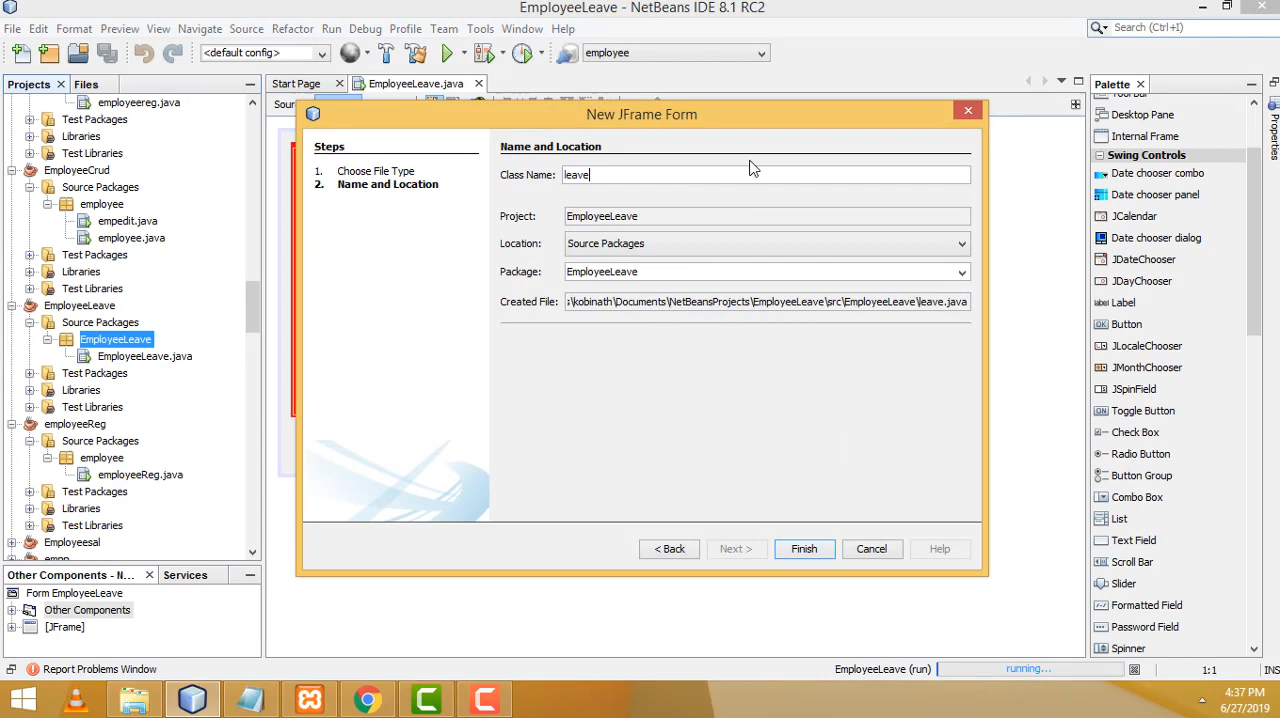 EmployeeLeave - NetBeans IDE 8.1 RC2
File Edit Format Preview View Navigate Source Refactor Run Debug Profile Team Tools Window Help
Search (Ctrl+I)
<default config>
employee
Projects
Files
Start Page
EmployeeLeave.java
Palette
Properties
employeereg.java
Test Packages
Libraries
Test Libraries
EmployeeCrud
Source Packages
employee
empedit.java
employee.java
Test Packages
Libraries
Test Libraries
EmployeeLeave
Source Packages
EmployeeLeave
EmployeeLeave.java
Test Packages
Libraries
Test Libraries
employeeReg
Source Packages
employee
employeeReg.java
Test Packages
Libraries
Test Libraries
Employeesal
Other Components - N...
Services
Form EmployeeLeave
Other Components
[JFrame]
New JFrame Form
Steps
1. Choose File Type
2. Name and Location
Name and Location
Class Name: leave
Project: EmployeeLeave
Location: Source Packages
Package: EmployeeLeave
Created File: :\kobinath\Documents\NetBeansProjects\EmployeeLeave\src\EmployeeLeave\leave.java
< Back
Next >
Finish
Cancel
Help
Desktop Pane
Internal Frame
Swing Controls
Date chooser combo
Date chooser panel
JCalendar
Date chooser dialog
JDateChooser
JDayChooser
Label
Button
JLocaleChooser
JMonthChooser
JSpinField
Toggle Button
Check Box
Radio Button
Button Group
Combo Box
List
Text Field
Scroll Bar
Slider
Formatted Field
Password Field
Spinner
Report Problems Window
EmployeeLeave (run)
running...
1:1
INS
4:37 PM
6/27/2019